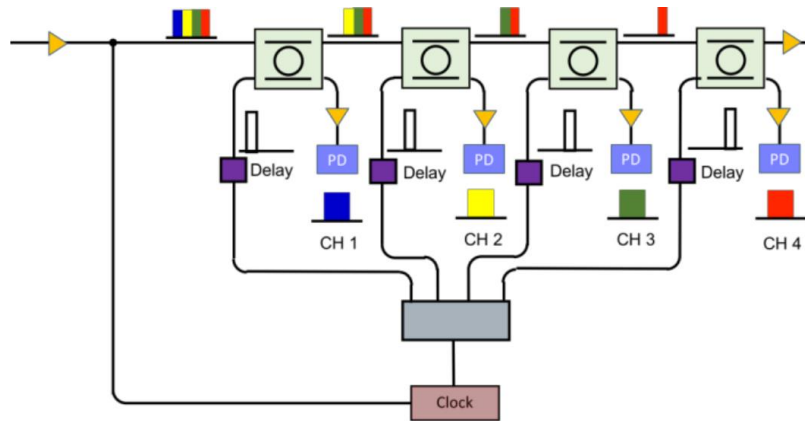 PD
PD
PD
PD
Delay
Delay
Delay
Delay
CH 1
CH 2
CH 3
CH 4
Clock